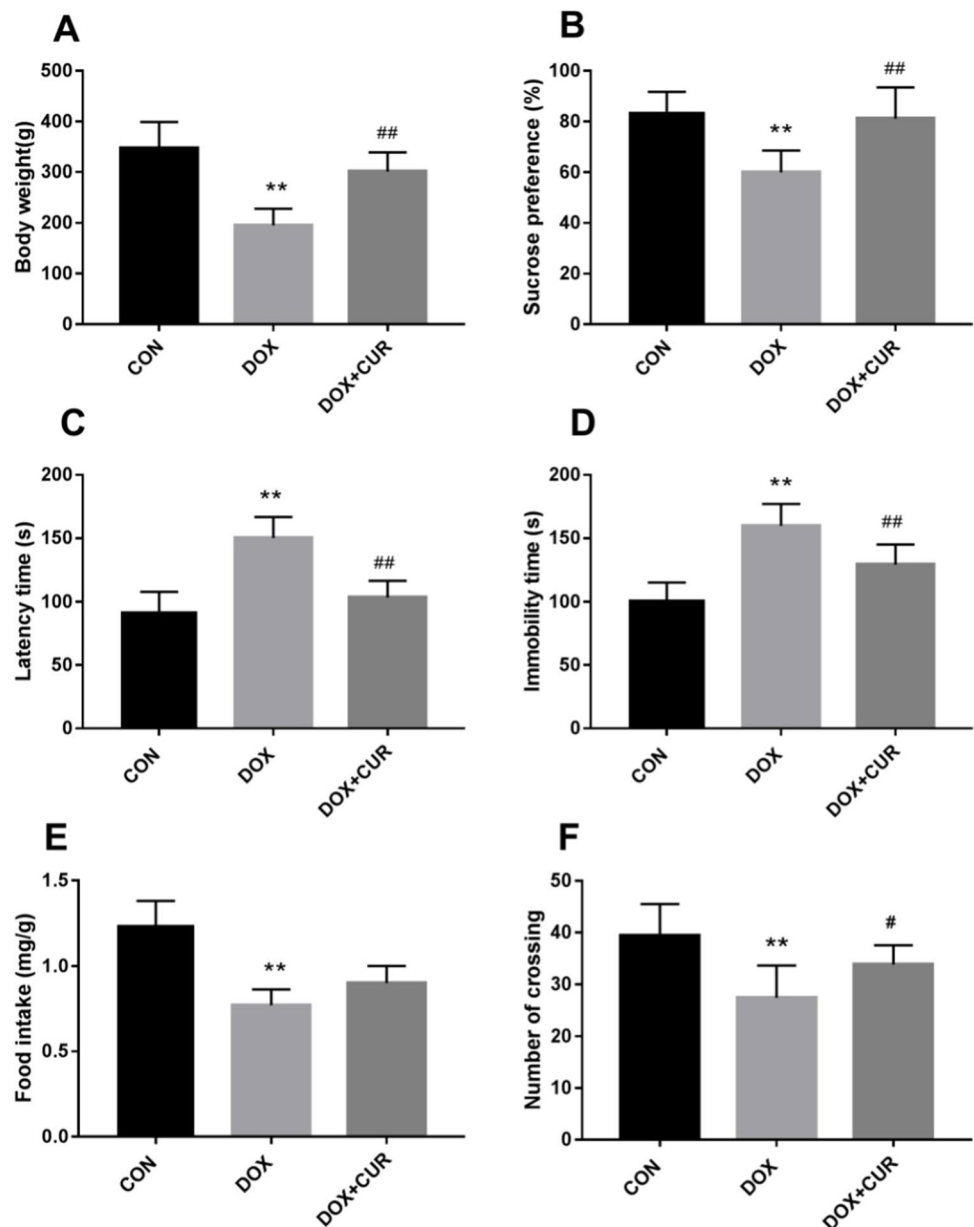 A
Body weight(g)
500
400
300
200
100
0
**
##
CON
DOX
DOX+CUR
B
Sucrose preference (%)
100
80
60
40
20
0
**
##
CON
DOX
DOX+CUR
C
Latency time (s)
200
150
100
50
0
**
##
CON
DOX
DOX+CUR
D
Immobility time (s)
200
150
100
50
0
**
##
CON
DOX
DOX+CUR
E
Food intake (mg/g)
1.5
1.0
0.5
0.0
**
CON
DOX
DOX+CUR
F
Number of crossing
50
40
30
20
10
0
**
#
CON
DOX
DOX+CUR